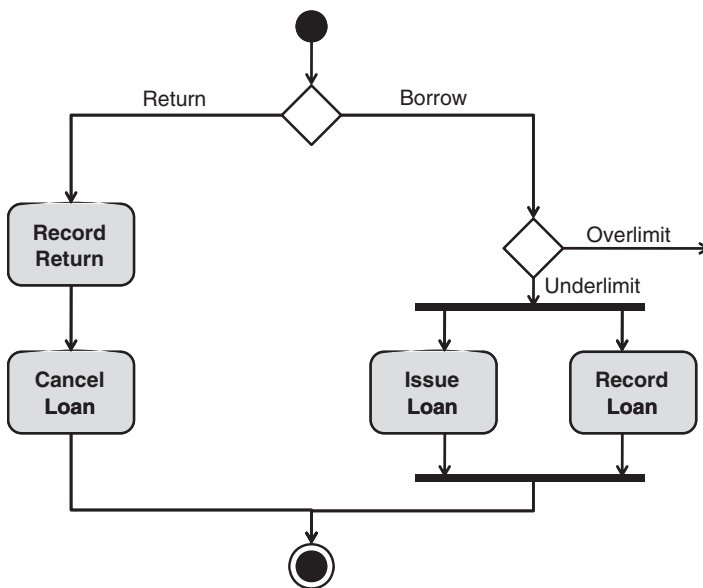 Return
Borrow
Record
Return
Overlimit
Underlimit
Cancel
Loan
Issue
Loan
Record
Loan